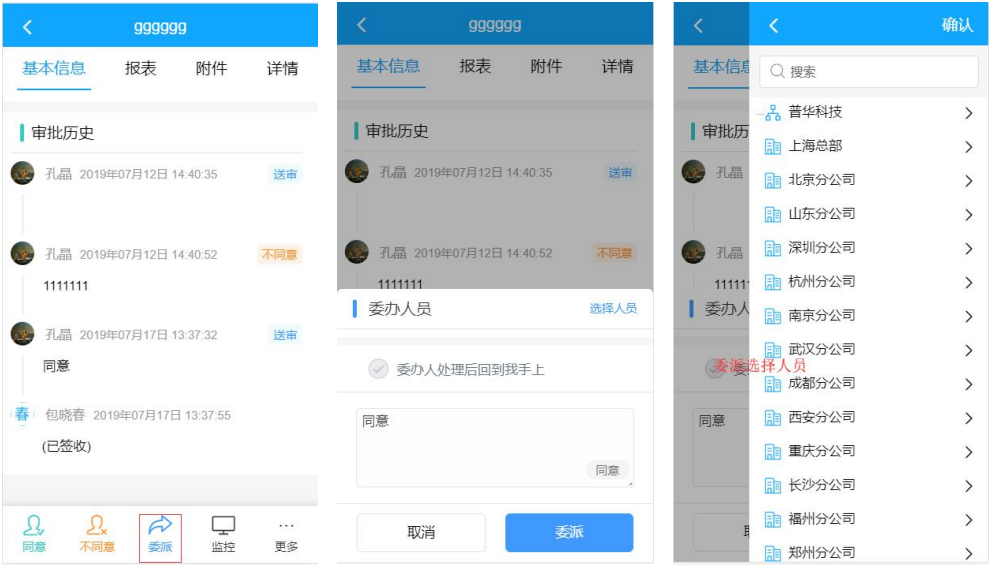 gggggg
基本信息 报表 附件 详情
审批历史
孔晶 2019年07月12日 14:40:35 送审
孔晶 2019年07月12日 14:40:52 不同意
1111111
孔晶 2019年07月17日 13:37:32 送审
同意
春 包晓春 2019年07月17日 13:37:55
(已签收)
同意 不同意 委派 监控 更多
gggggg
基本信息 报表 附件 详情
审批历史
孔晶 2019年07月12日 14:40:35 送审
孔晶 2019年07月12日 14:40:52 不同意
1111111
委办人员 选择人员
委办人处理后回到我手上
同意
同意
取消 委派
基本信息
审批历
孔晶
孔晶
11111
委办人
委
同意
确认
搜索
普华科技
上海总部
北京分公司
山东分公司
深圳分公司
杭州分公司
南京分公司
武汉分公司
委派选择人员
成都分公司
西安分公司
重庆分公司
长沙分公司
福州分公司
郑州分公司